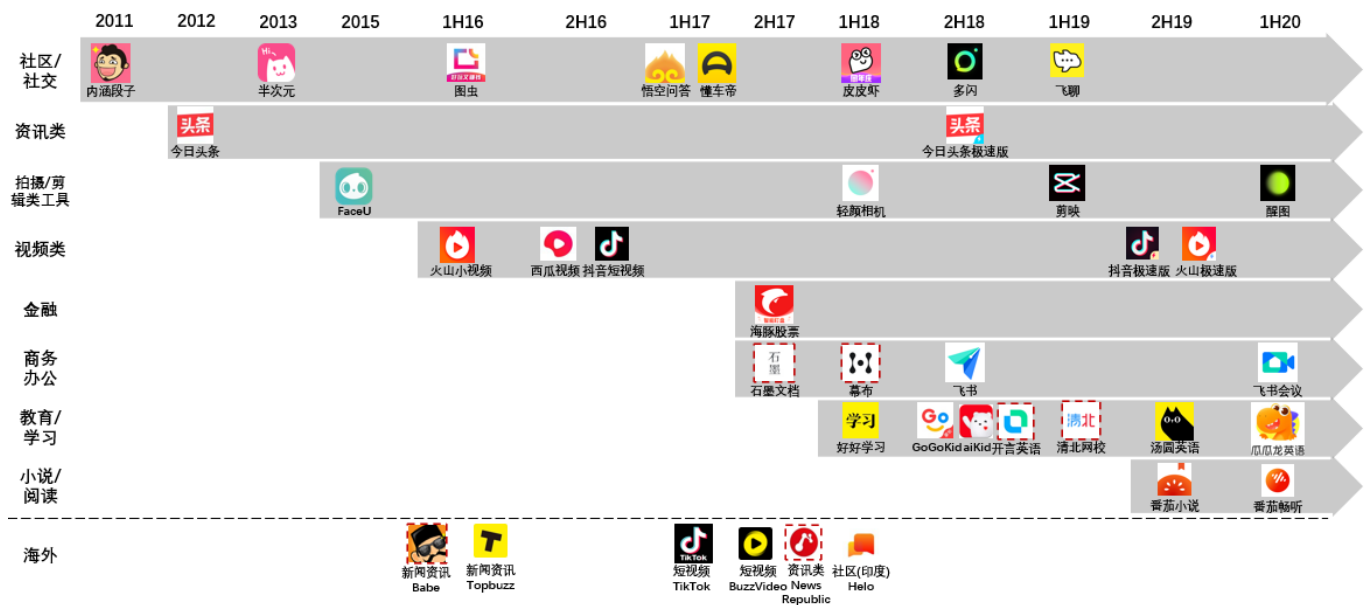 2011 2012 2013 2015 1H16 2H16 1H17 2H17 1H18 2H18 1H19 2H19 1H20
社区/
社交
Hi
内涵段子 半次元 图虫 悟空问答 懂车帝 皮皮虾 多闪 飞聊
资讯类
头条 头条
今日头条 今日头条极速版
拍摄/剪
辑类工具
FaceU 轻颜相机 剪映 醒图
视频类
火山小视频 西瓜视频 抖音短视频 抖音极速版 火山极速版
金融
海豚股票
商务
办公
石
墨
石墨文档 幕布 飞书 飞书会议
教育/
学习
学习 Go 清北
好好学习 GoGoKid aiKid 开言英语 清北网校 汤圆英语 瓜瓜龙英语
小说/
阅读
番茄小说 番茄畅听
海外
TikTok
新闻资讯 新闻资讯 短视频 短视频 资讯类 社区(印度)
Babe Topbuzz TikTok BuzzVideo News Helo
Republic